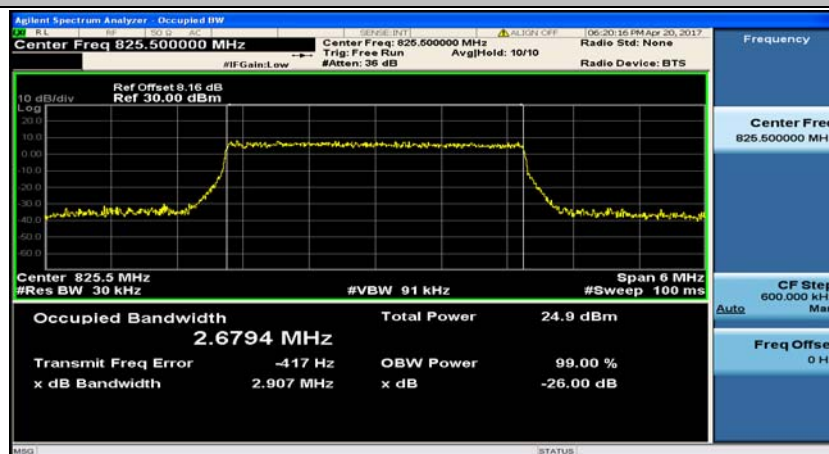 Agilent Spectrum Analyzer - Occupied BW
RL RF 50 Ω AC SENSE:INT ALIGN OFF 06:20:16 PM Apr 20, 2017
Center Freq 825.500000 MHz Center Freq: 825.500000 MHz Radio Std: None
Trig: Free Run Avg|Hold: 10/10
#IFGain:Low #Atten: 36 dB Radio Device: BTS
Frequency
Ref Offset 8.16 dB
10 dB/div Ref 30.00 dBm
Log
20.0
10.0
0.00
-10.0
-20.0
-30.0
-40.0
-50.0
-60.0
Center 825.5 MHz Span 6 MHz
#Res BW 30 kHz #VBW 91 kHz #Sweep 100 ms
Occupied Bandwidth Total Power 24.9 dBm
2.6794 MHz
Transmit Freq Error -417 Hz OBW Power 99.00 %
x dB Bandwidth 2.907 MHz x dB -26.00 dB
Center Fre
825.500000 MH
CF Step
600.000 kH
Auto Ma
Freq Offse
0 H
MSG STATUS